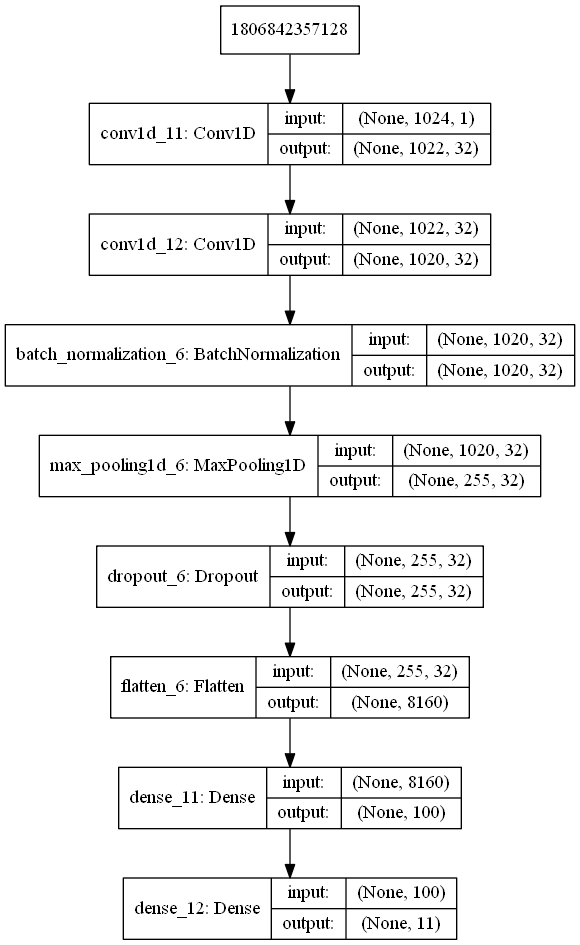 1806842357128
conv1d_11: Conv1D
input:
(None, 1024, 1)
output:
(None, 1022, 32)
conv1d_12: Conv1D
input:
(None, 1022, 32)
output:
(None, 1020, 32)
batch_normalization_6: BatchNormalization
input:
(None, 1020, 32)
output:
(None, 1020, 32)
max_pooling1d_6: MaxPooling1D
input:
(None, 1020, 32)
output:
(None, 255, 32)
dropout_6: Dropout
input:
(None, 255, 32)
output:
(None, 255, 32)
flatten_6: Flatten
input:
(None, 255, 32)
output:
(None, 8160)
dense_11: Dense
input:
(None, 8160)
output:
(None, 100)
dense_12: Dense
input:
(None, 100)
output:
(None, 11)